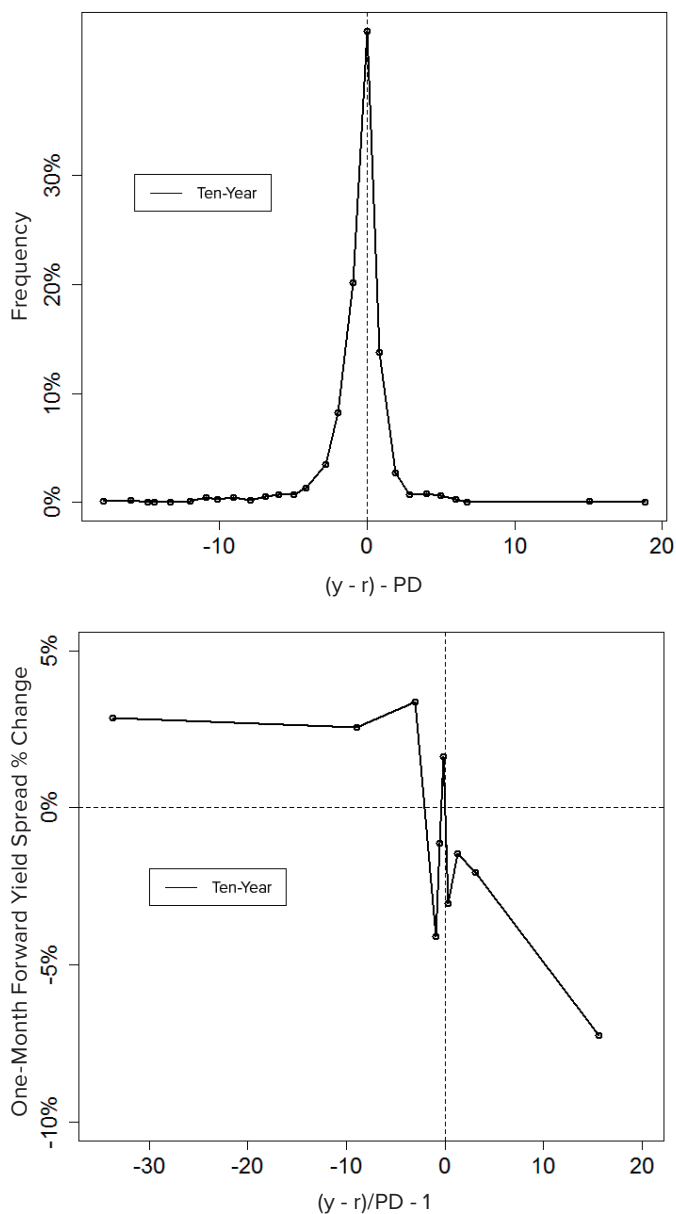 Frequency
30%
20%
10%
0%
Ten-Year
-10
0
10
20
(y - r) - PD
One-Month Forward Yield Spread % Change
5%
0%
-5%
-10%
Ten-Year
-30
-10
0
10
20
(y - r)/PD - 1